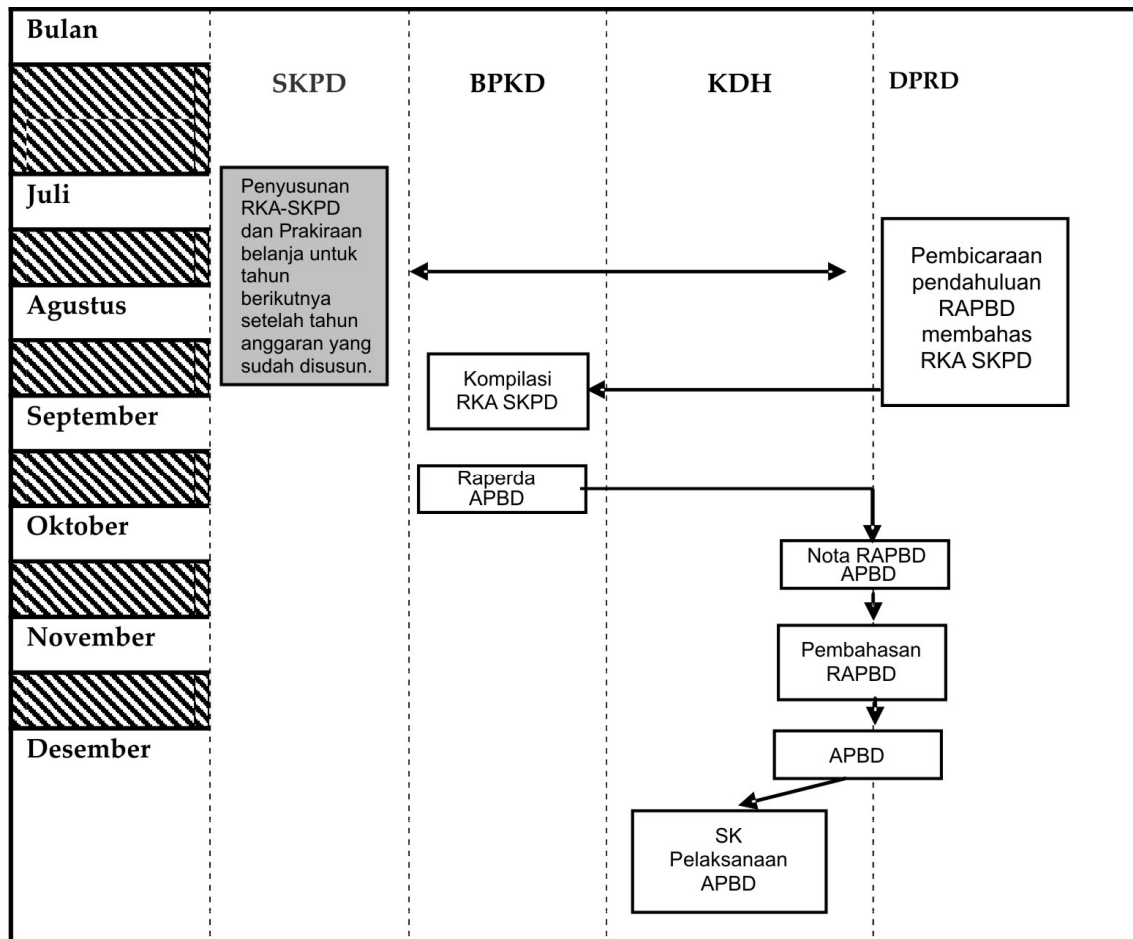 Bulan
SKPD
BPKD
KDH
DPRD
Juli
Penyusunan
RKA-SKPD
dan Prakiraan
belanja untuk
tahun
berikutnya
setelah tahun
anggaran yang
sudah disusun.
Pembicaraan
pendahuluan
RAPBD
membahas
RKA SKPD
Agustus
Kompilasi
RKA SKPD
September
Raperda
APBD
Oktober
Nota RAPBD
APBD
November
Pembahasan
RAPBD
Desember
APBD
SK
Pelaksanaan
APBD